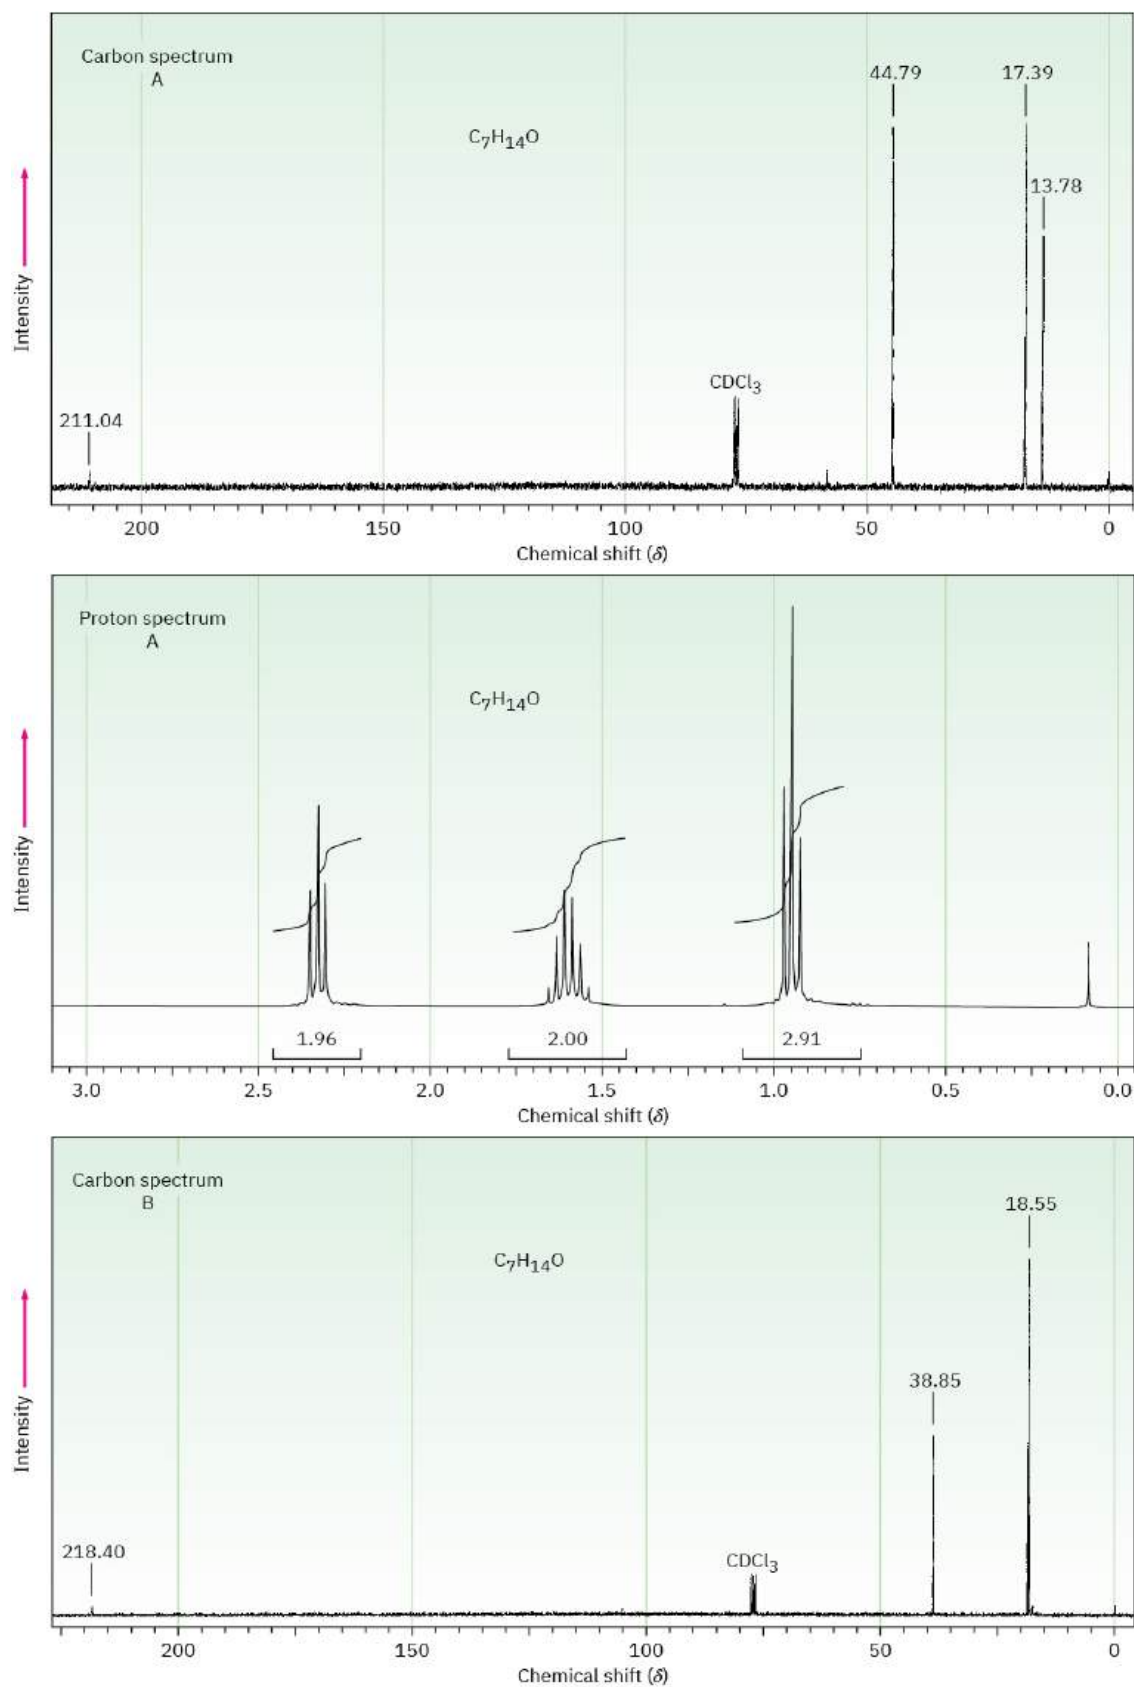 Carbon spectrum
A
C7H14O
44.79
17.39
13.78
211.04
CDCl3
Intensity
200
150
100
50
0
Chemical shift (δ)
Proton spectrum
A
C7H14O
Intensity
1.96
2.00
2.91
3.0
2.5
2.0
1.5
1.0
0.5
0.0
Chemical shift (δ)
Carbon spectrum
B
C7H14O
18.55
38.85
218.40
CDCl3
Intensity
200
150
100
50
0
Chemical shift (δ)